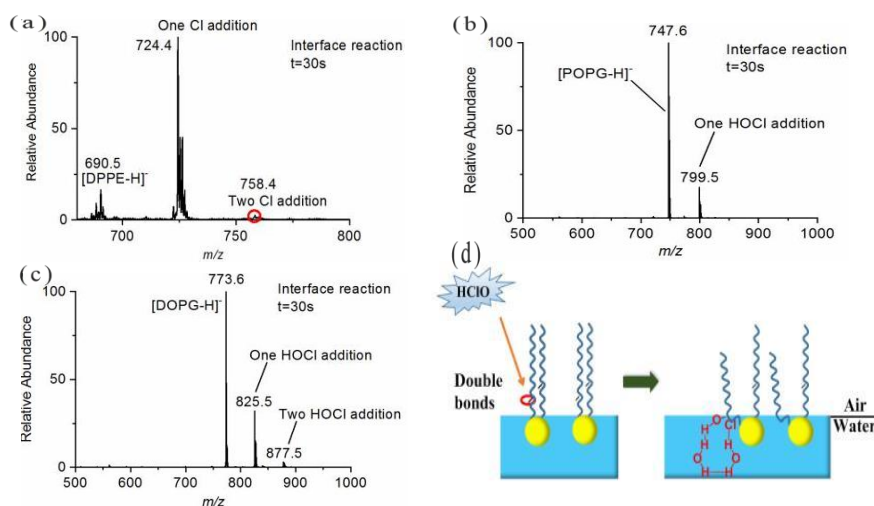 (a)
One Cl addition
724.4
Interface reaction
t=30s
690.5
[DPPE-H]⁻
758.4
Two Cl addition
Relative Abundance
100
50
0
700
750
800
m/z
(b)
747.6
Interface reaction
t=30s
[POPG-H]⁻
One HOCl addition
799.5
Relative Abundance
100
50
0
500 600 700 800 900 1000
m/z
(c)
773.6
Interface reaction
t=30s
[DOPG-H]⁻
One HOCl addition
825.5
Two HOCl addition
877.5
Relative Abundance
100
50
0
500 600 700 800 900 1000
m/z
(d)
HClO
Double
bonds
Air
Water
O Cl
H
H H
O O
H H